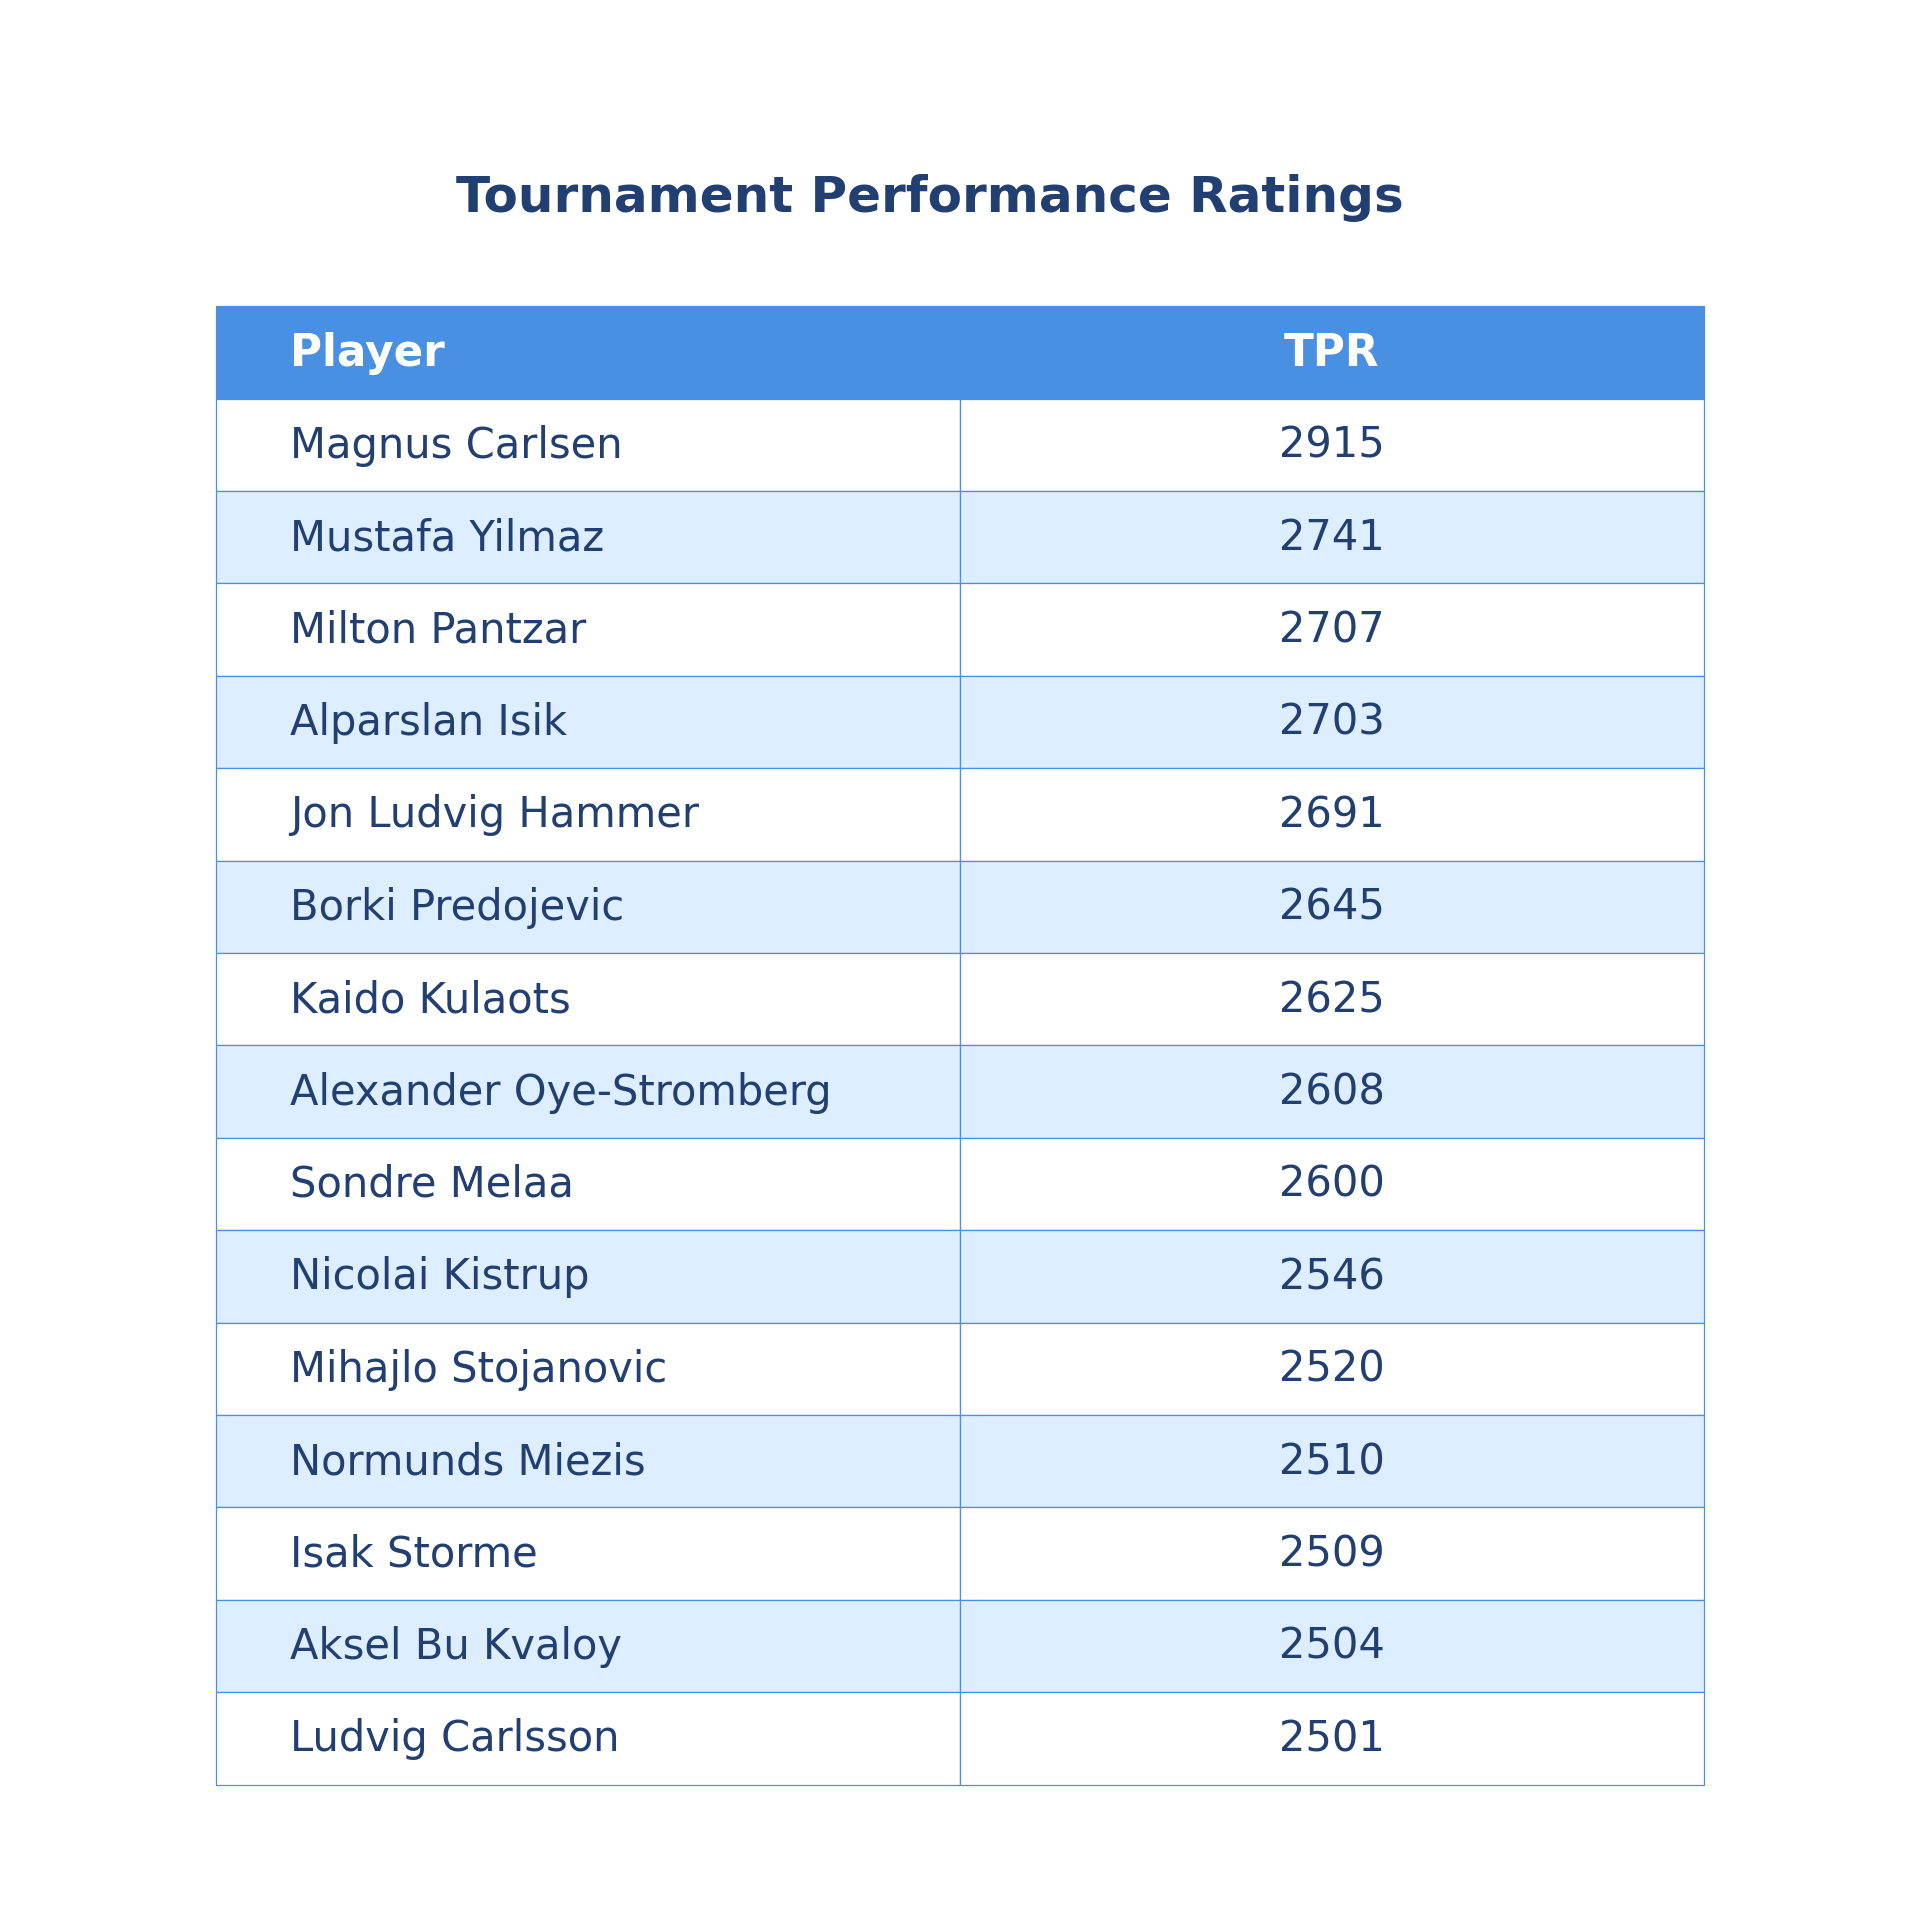 Tournament Performance Ratings
Player TPR
Magnus Carlsen 2915
Mustafa Yilmaz 2741
Milton Pantzar 2707
Alparslan Isik 2703
Jon Ludvig Hammer 2691
Borki Predojevic 2645
Kaido Kulaots 2625
Alexander Oye-Stromberg 2608
Sondre Melaa 2600
Nicolai Kistrup 2546
Mihajlo Stojanovic 2520
Normunds Miezis 2510
Isak Storme 2509
Aksel Bu Kvaloy 2504
Ludvig Carlsson 2501